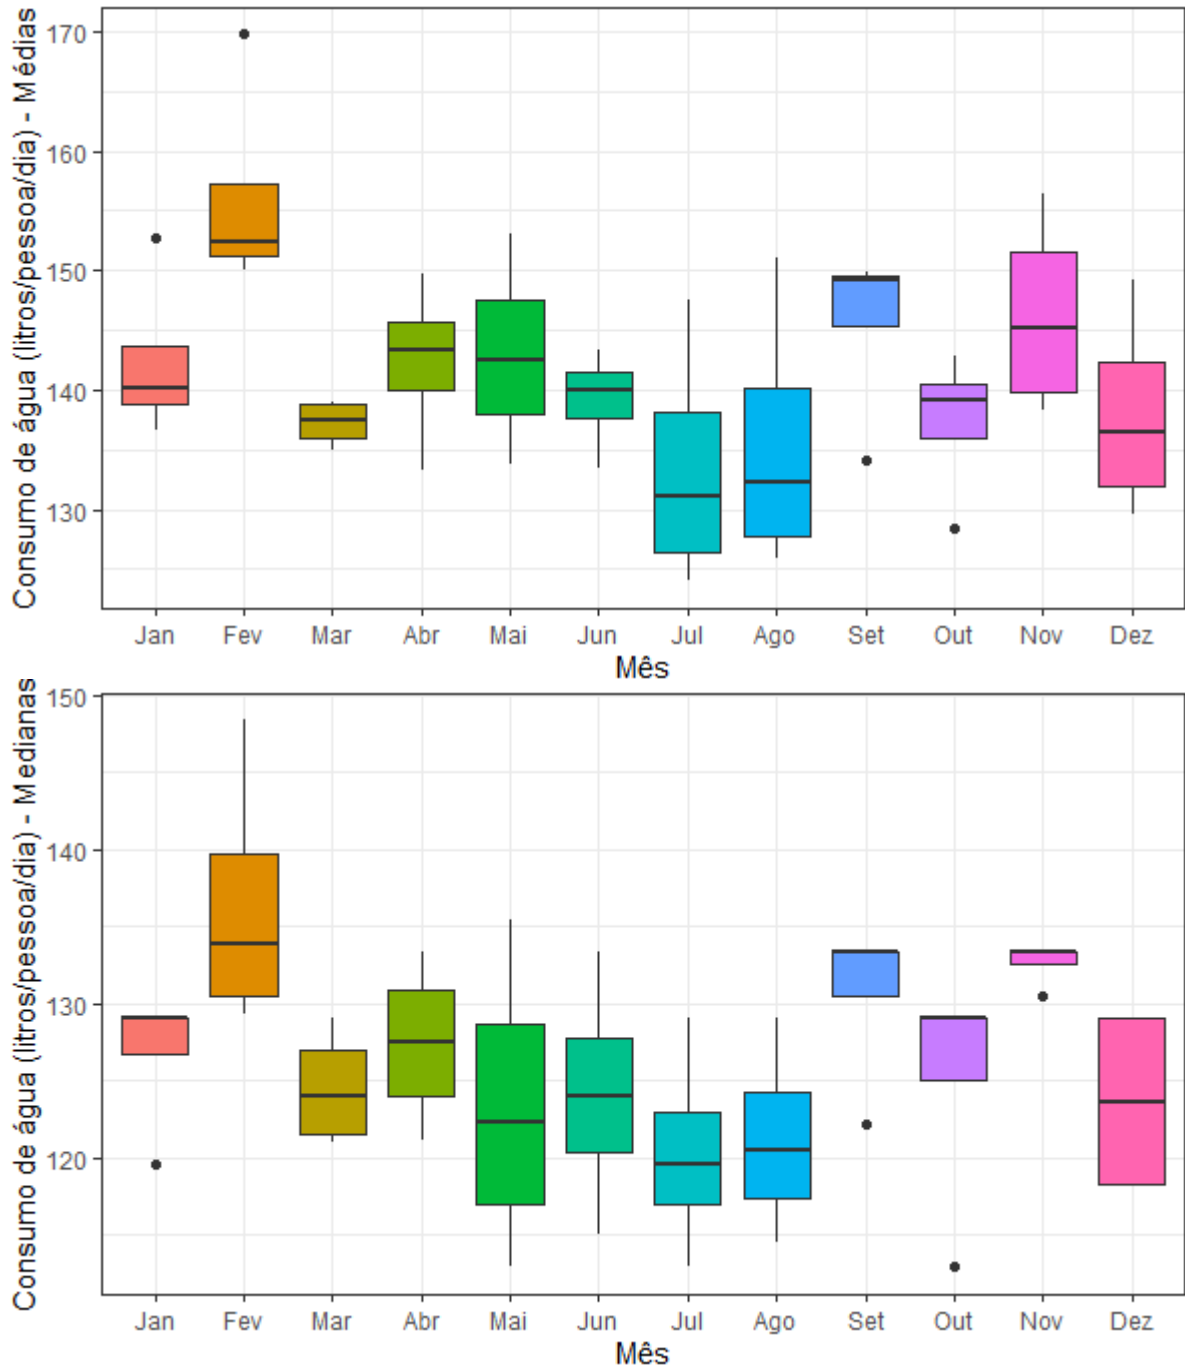 Consumo de água (litros/pessoa/dia) - Médias
170
160
150
140
130
Jan Fev Mar Abr Mai Jun Jul Ago Set Out Nov Dez
Mês
Consumo de água (litros/pessoa/dia) - Medianas
150
140
130
120
Jan Fev Mar Abr Mai Jun Jul Ago Set Out Nov Dez
Mês